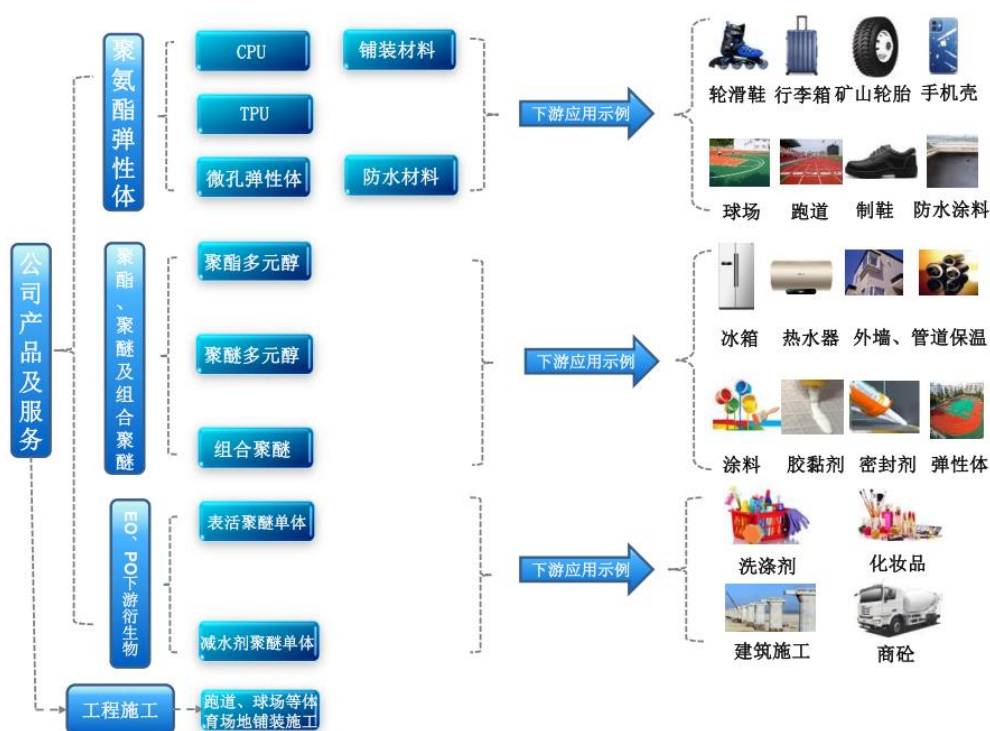 公司产品及服务
聚氨酯弹性体
CPU
铺装材料
TPU
微孔弹性体
防水材料
下游应用示例
轮滑鞋 行李箱 矿山轮胎 手机壳
球场 跑道 制鞋 防水涂料
聚酯、聚醚及组合聚醚
聚酯多元醇
聚醚多元醇
组合聚醚
下游应用示例
冰箱 热水器 外墙、管道保温
涂料 胶黏剂 密封剂 弹性体
EO、PO下游衍生物
表活聚醚单体
减水剂聚醚单体
下游应用示例
洗涤剂 化妆品
建筑施工 商砼
工程施工
跑道、球场等体
育场地铺装施工